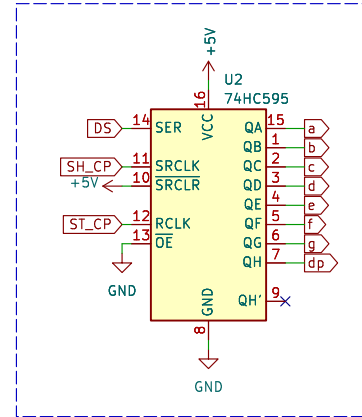 +5V
U2
74HC595
16
VCC
DS 14 SER QA 15 a
QB 1 b
SH_CP 11 SRCLK QC 2 c
+5V 10 SRCLR QD 3 d
QE 4 e
ST_CP 12 RCLK QF 5 f
13 OE QG 6 g
QH 7 dp
GND
QH' 9
GND
8
GND